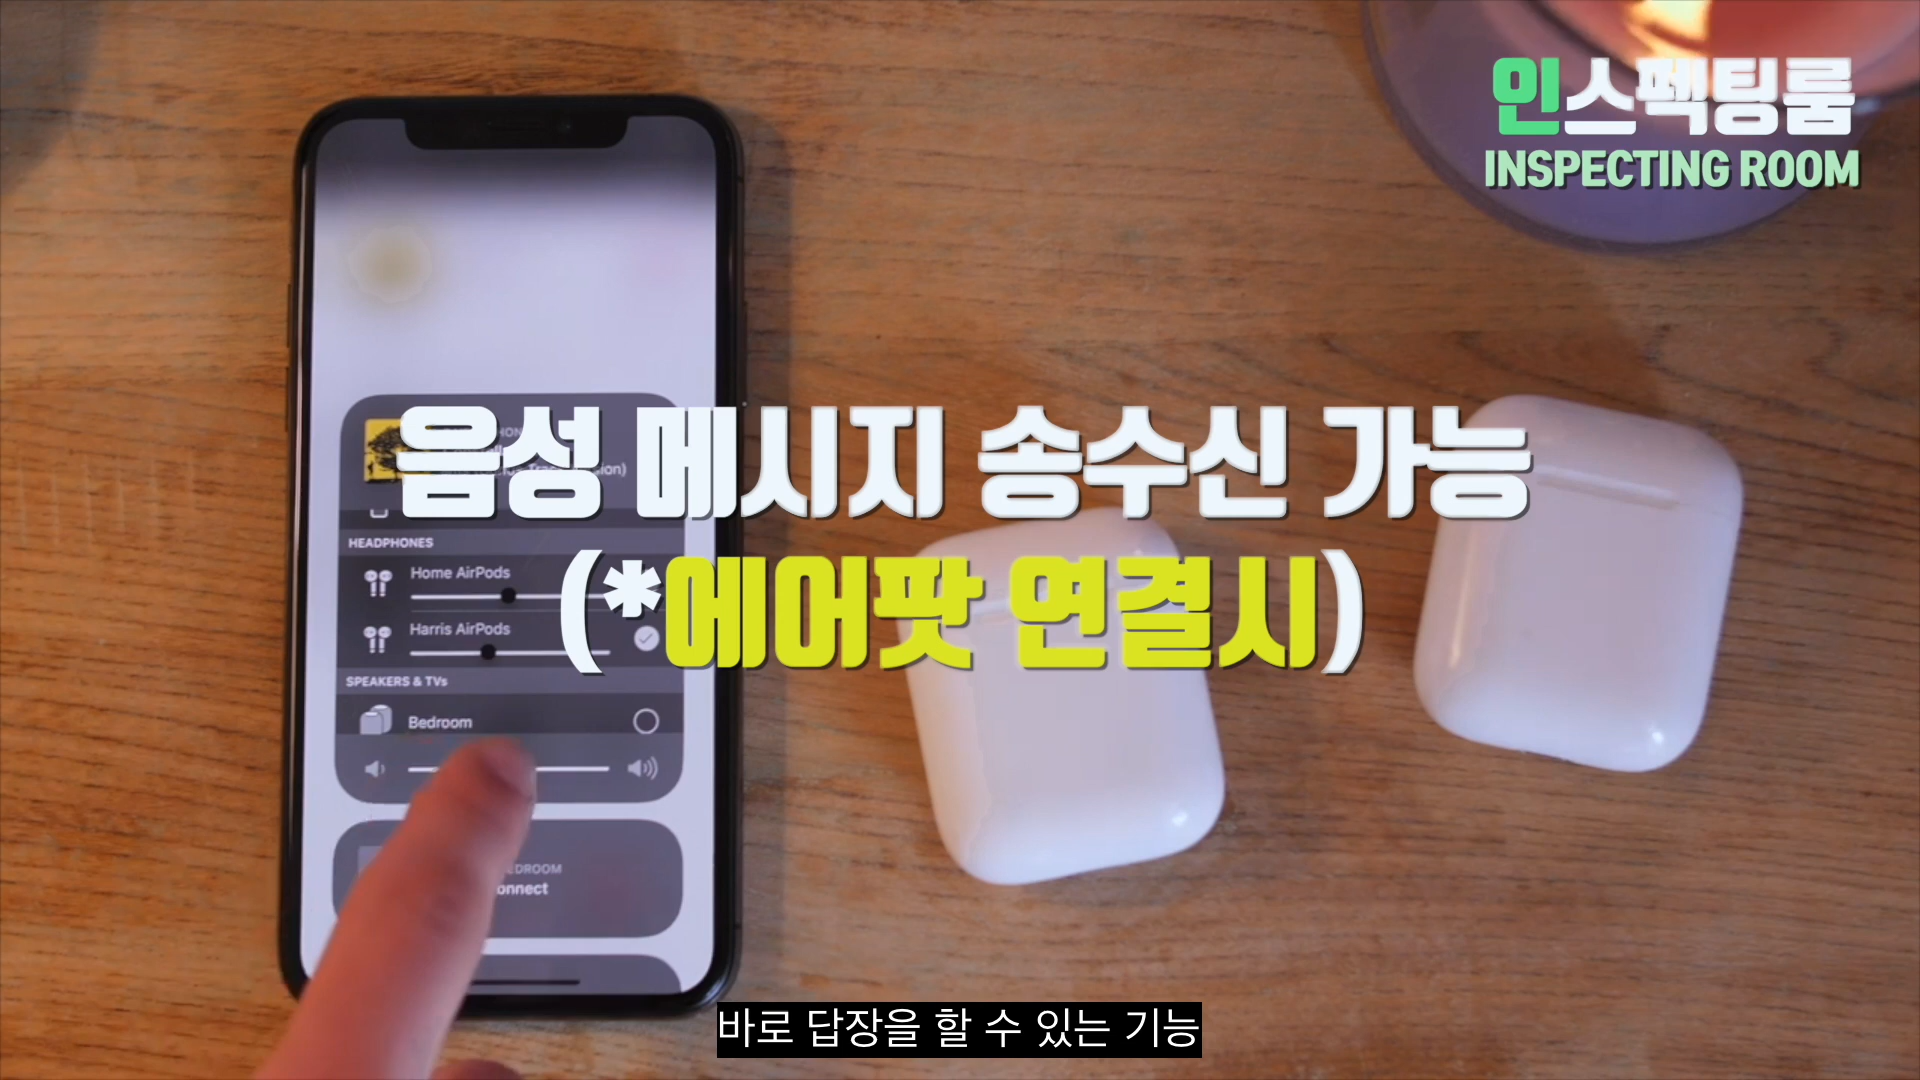 인스펙팅룸
INSPECTING ROOM
음성 메시지 송수신 가능
(*에어팟 연결시)
HEADPHONES
Home AirPods
Harris AirPods
SPEAKERS & TVs
Bedroom
바로 답장을 할 수 있는 기능